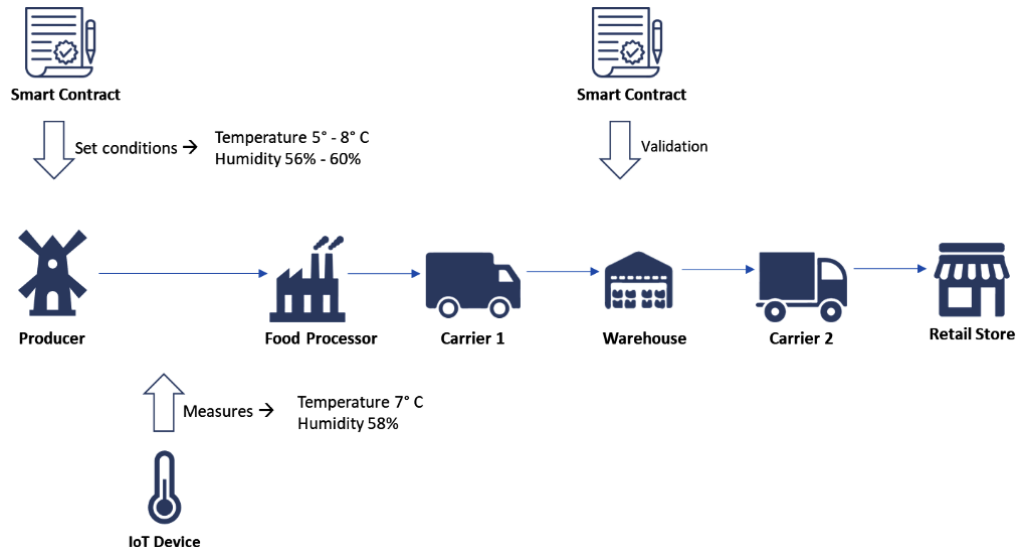 Smart Contract
Smart Contract
Set conditions →
Temperature 5° - 8° C
Humidity 56% - 60%
Validation
Producer
Food Processor
Carrier 1
Warehouse
Carrier 2
Retail Store
Measures →
Temperature 7° C
Humidity 58%
IoT Device